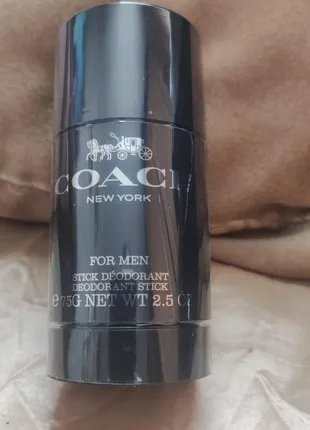 COACH
NEW YORK
FOR MEN
STICK DÉODORANT
DEODORANT STICK
℮ 75G NET WT 2.5 OZ